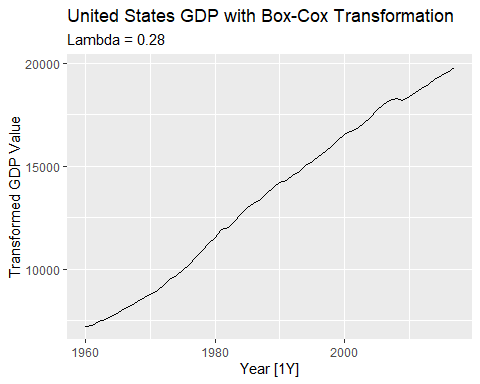 United States GDP with Box-Cox Transformation
Lambda = 0.28
20000
15000
10000
Transformed GDP Value
1960
1980
2000
Year [1Y]